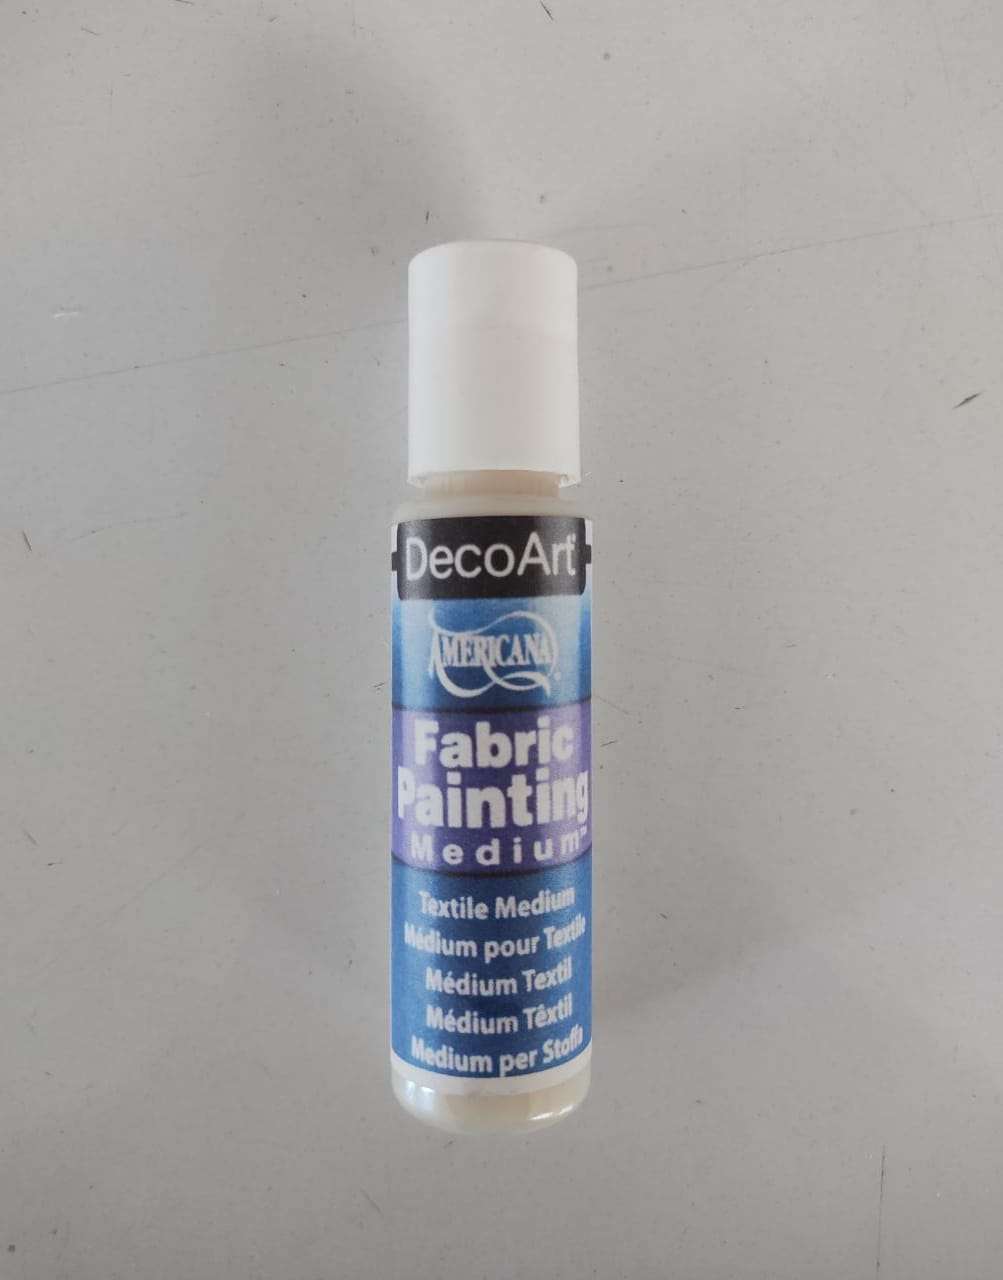 DecoArt®
AMERICANA
Fabric
Painting
Medium™
Textile Medium
Médium pour Textile
Médium Textil
Médium Têxtil
Medium per Stoffa